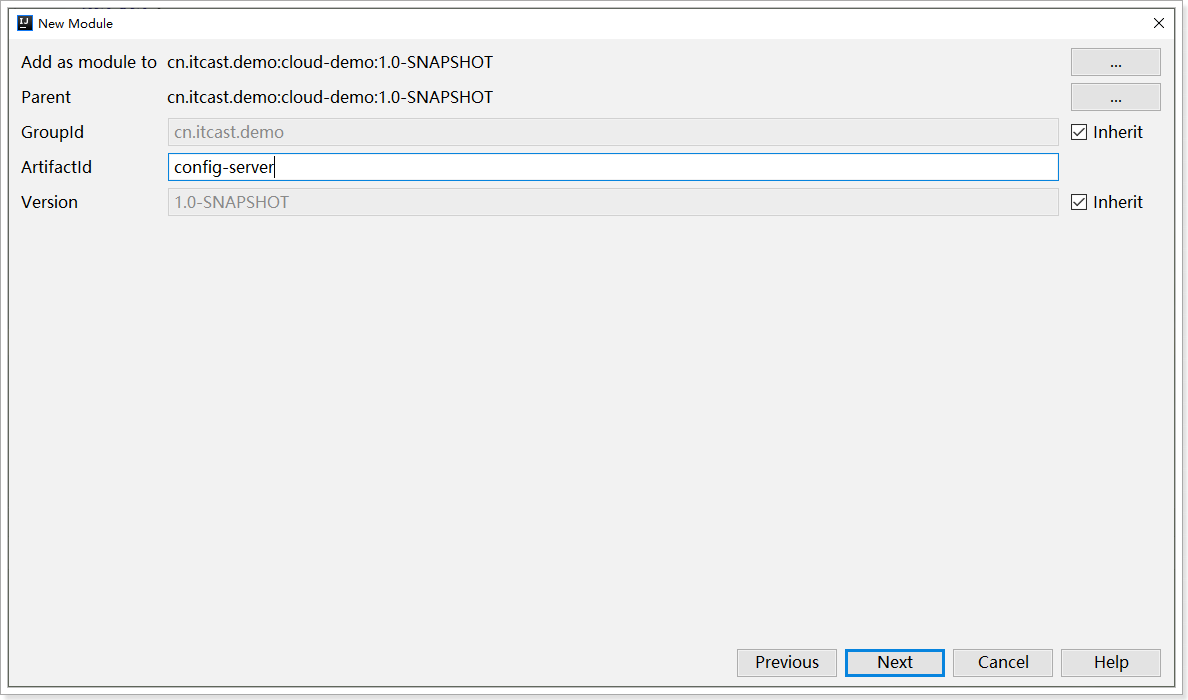 New Module
Add as module to cn.itcast.demo:cloud-demo:1.0-SNAPSHOT ...
Parent cn.itcast.demo:cloud-demo:1.0-SNAPSHOT ...
GroupId cn.itcast.demo Inherit
ArtifactId config-server
Version 1.0-SNAPSHOT Inherit
Previous Next Cancel Help